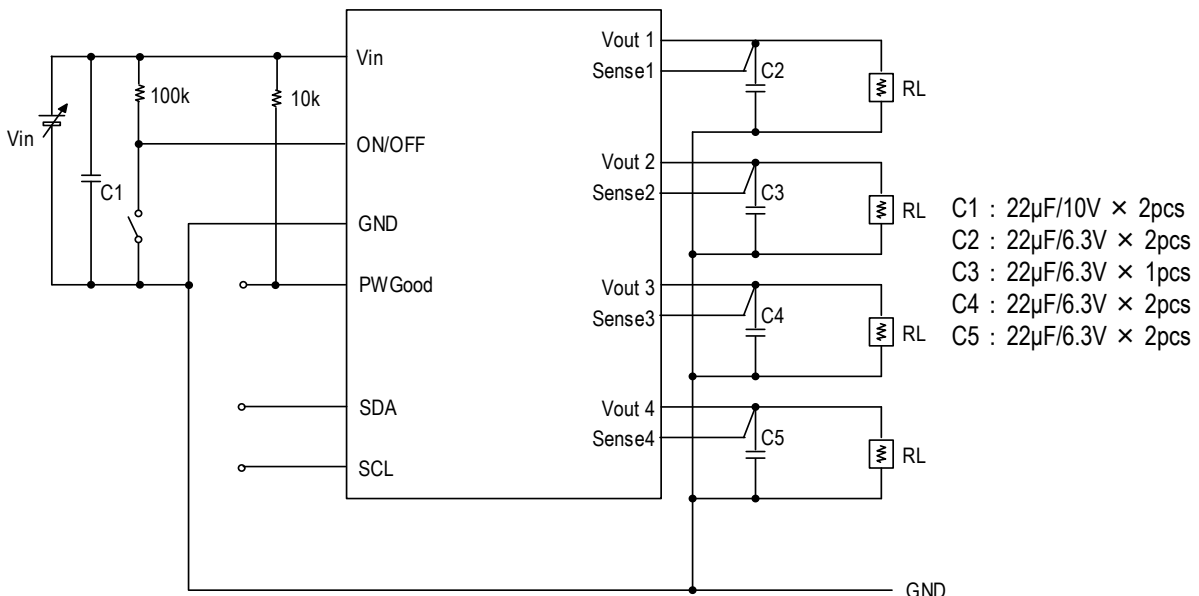 Vin
C1
100k
10k
Vin
ON/OFF
GND
PWGood
SDA
SCL
Vout 1
Sense1
C2
RL
Vout 2
Sense2
C3
RL
Vout 3
Sense3
C4
RL
Vout 4
Sense4
C5
RL
GND
C1 : 22µF/10V × 2pcs
C2 : 22µF/6.3V × 2pcs
C3 : 22µF/6.3V × 1pcs
C4 : 22µF/6.3V × 2pcs
C5 : 22µF/6.3V × 2pcs